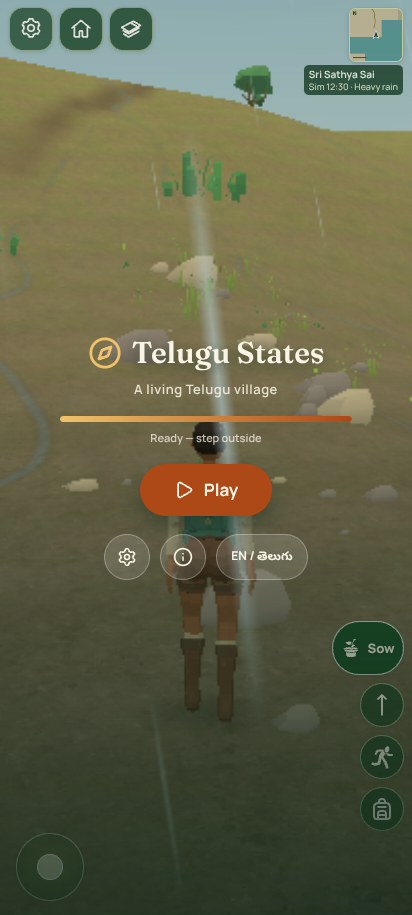 N
Sri Sathya Sai
Sim 12:30 · Heavy rain
Telugu States
A living Telugu village
Ready — step outside
Play
EN / తెలుగు
Sow